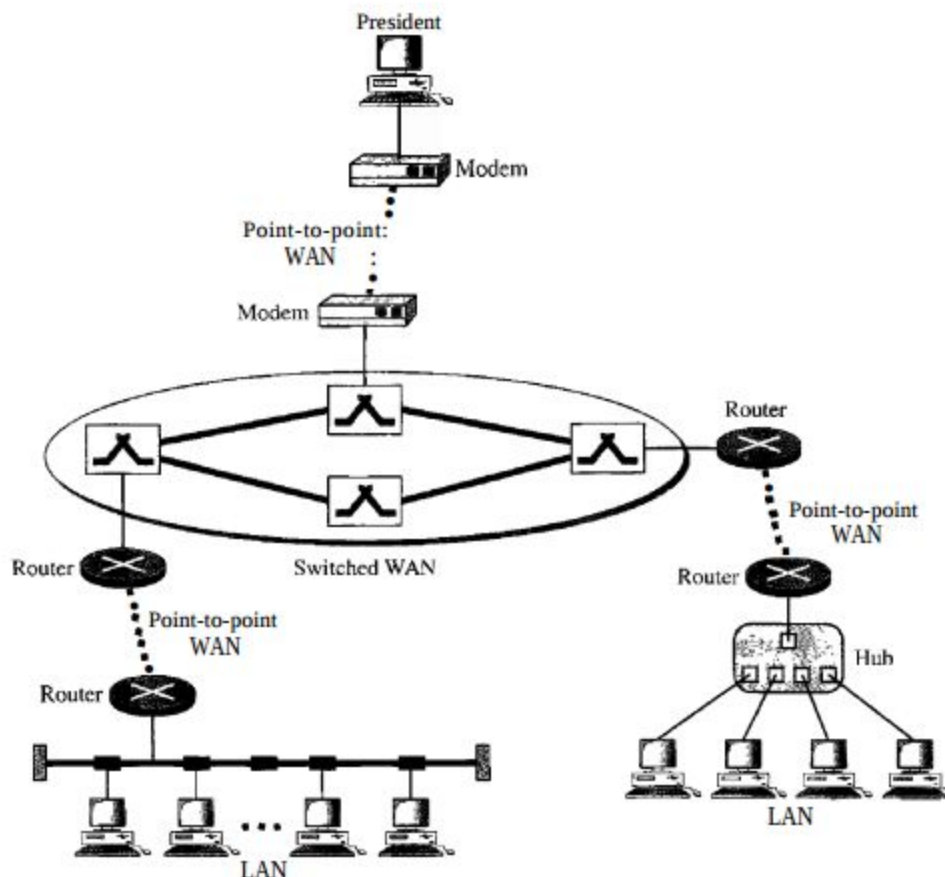 President
Modem
Point-to-point:
WAN
Modem
Router
Point-to-point
WAN
Router
Switched WAN
Router
Point-to-point
WAN
Router
Hub
LAN
LAN